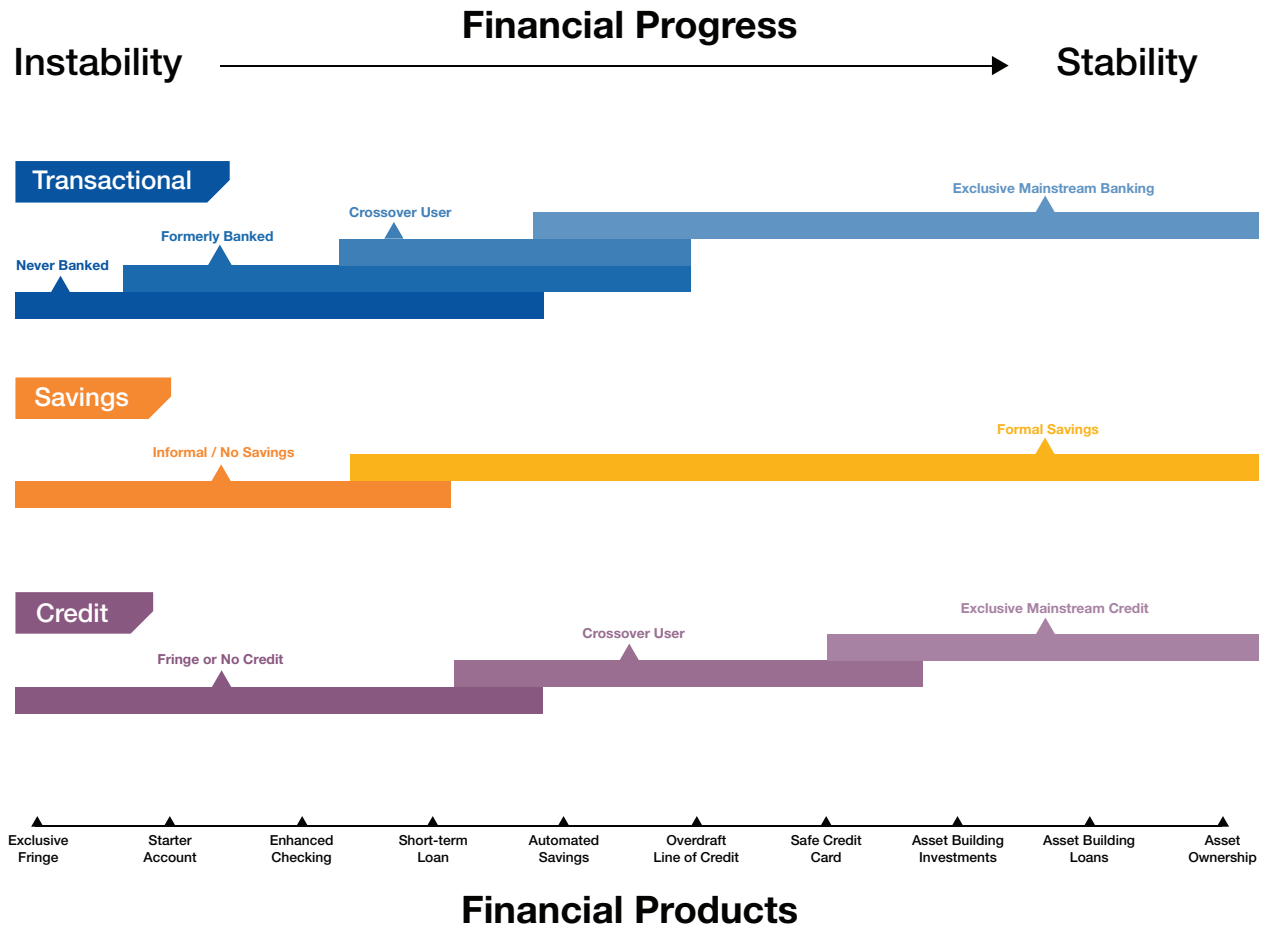 Financial Progress
Instability
Stability
Transactional
Exclusive Mainstream Banking
Crossover User
Formerly Banked
Never Banked
Savings
Formal Savings
Informal / No Savings
Credit
Exclusive Mainstream Credit
Crossover User
Fringe or No Credit
Exclusive
Fringe
Starter
Account
Enhanced
Checking
Short-term
Loan
Automated
Savings
Overdraft
Line of Credit
Safe Credit
Card
Asset Building
Investments
Asset Building
Loans
Asset
Ownership
Financial Products